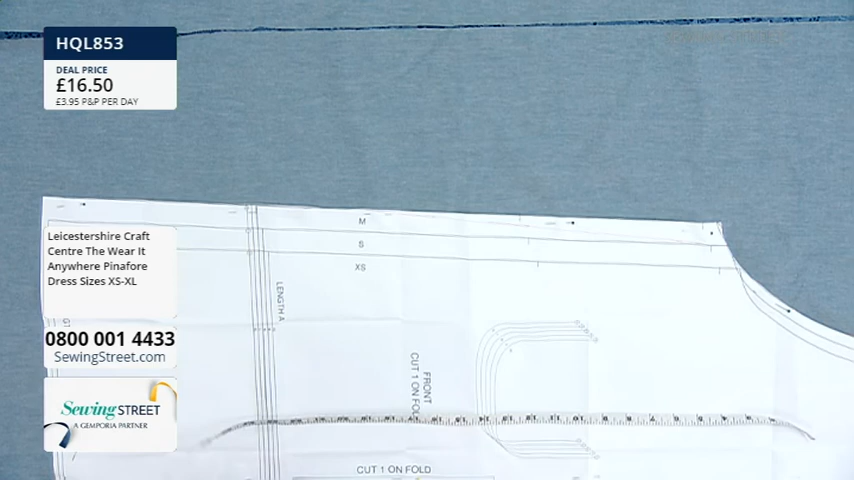 HQL853
DEAL PRICE
£16.50
£3.95 P&P PER DAY
M
S
XS
Leicestershire Craft
Centre The Wear It
Anywhere Pinafore
Dress Sizes XS-XL
LENGTH A
0800 001 4433
SewingStreet.com
FRONT
CUT 1 ON FOL
Sewing STREET
A GEMPORIA PARTNER
CUT 1 ON FOLD